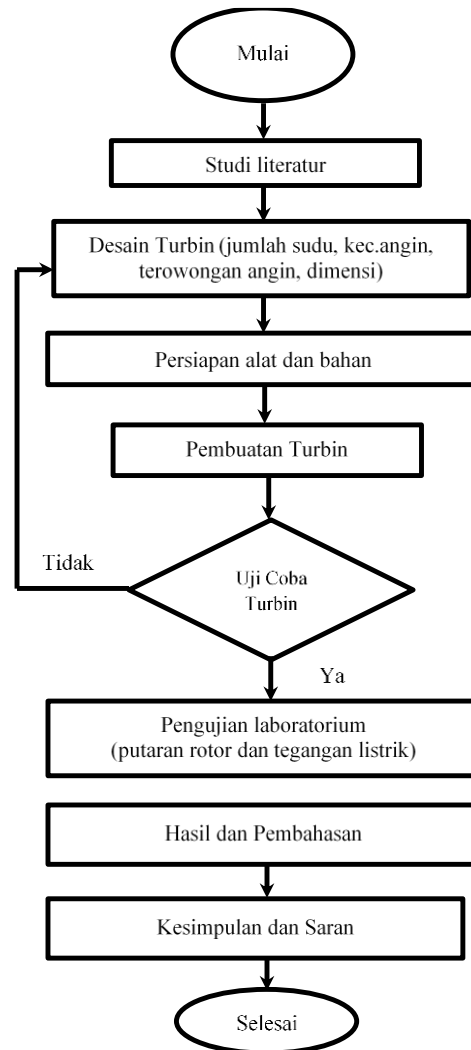 Mulai
Studi literatur
Desain Turbin (jumlah sudu, kec.angin,
terowongan angin, dimensi)
Persiapan alat dan bahan
Pembuatan Turbin
Tidak
Uji Coba
Turbin
Ya
Pengujian laboratorium
(putaran rotor dan tegangan listrik)
Hasil dan Pembahasan
Kesimpulan dan Saran
Selesai